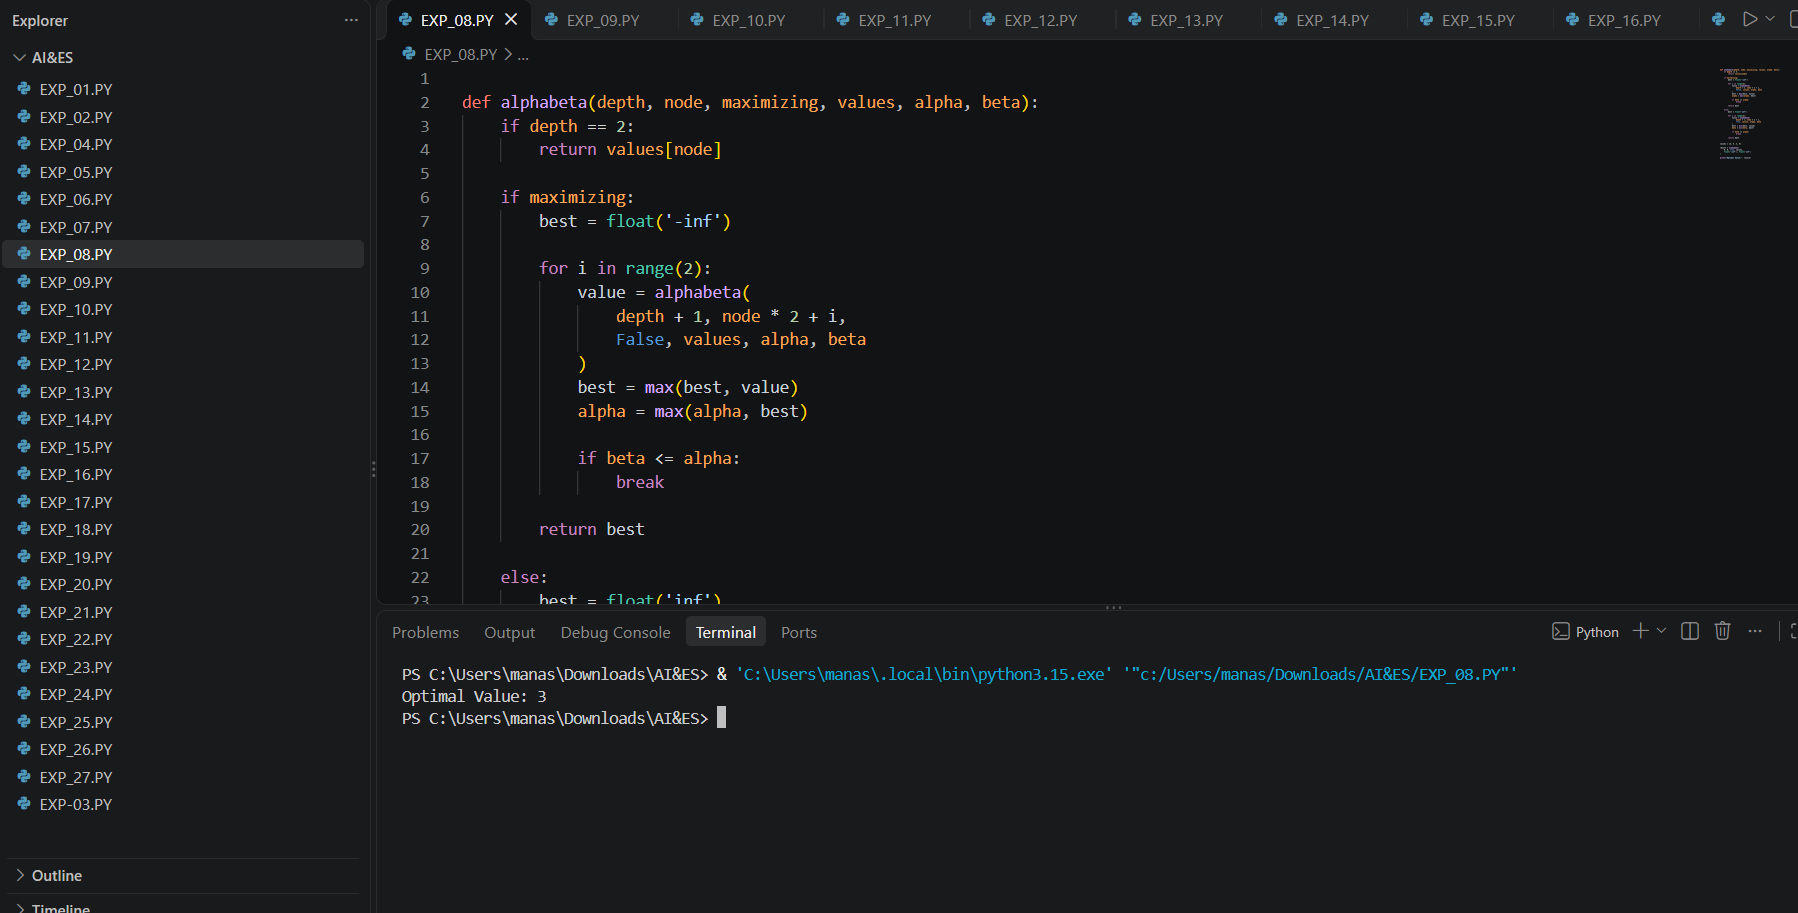 Explorer
AI&ES
EXP_01.PY
EXP_02.PY
EXP_04.PY
EXP_05.PY
EXP_06.PY
EXP_07.PY
EXP_08.PY
EXP_09.PY
EXP_10.PY
EXP_11.PY
EXP_12.PY
EXP_13.PY
EXP_14.PY
EXP_15.PY
EXP_16.PY
EXP_17.PY
EXP_18.PY
EXP_19.PY
EXP_20.PY
EXP_21.PY
EXP_22.PY
EXP_23.PY
EXP_24.PY
EXP_25.PY
EXP_26.PY
EXP_27.PY
EXP-03.PY
Outline
Timeline
EXP_08.PY EXP_09.PY EXP_10.PY EXP_11.PY EXP_12.PY EXP_13.PY EXP_14.PY EXP_15.PY EXP_16.PY
EXP_08.PY > ...
1
2 def alphabeta(depth, node, maximizing, values, alpha, beta):
3     if depth == 2:
4         return values[node]
5
6     if maximizing:
7         best = float('-inf')
8
9         for i in range(2):
10             value = alphabeta(
11                 depth + 1, node * 2 + i,
12                 False, values, alpha, beta
13             )
14             best = max(best, value)
15             alpha = max(alpha, best)
16
17             if beta <= alpha:
18                 break
19
20         return best
21
22     else:
23         best = float('inf')
Problems Output Debug Console Terminal Ports
Python
PS C:\Users\manas\Downloads\AI&ES> & 'C:\Users\manas\.local\bin\python3.15.exe' '"c:/Users/manas/Downloads/AI&ES/EXP_08.PY"'
Optimal Value: 3
PS C:\Users\manas\Downloads\AI&ES>